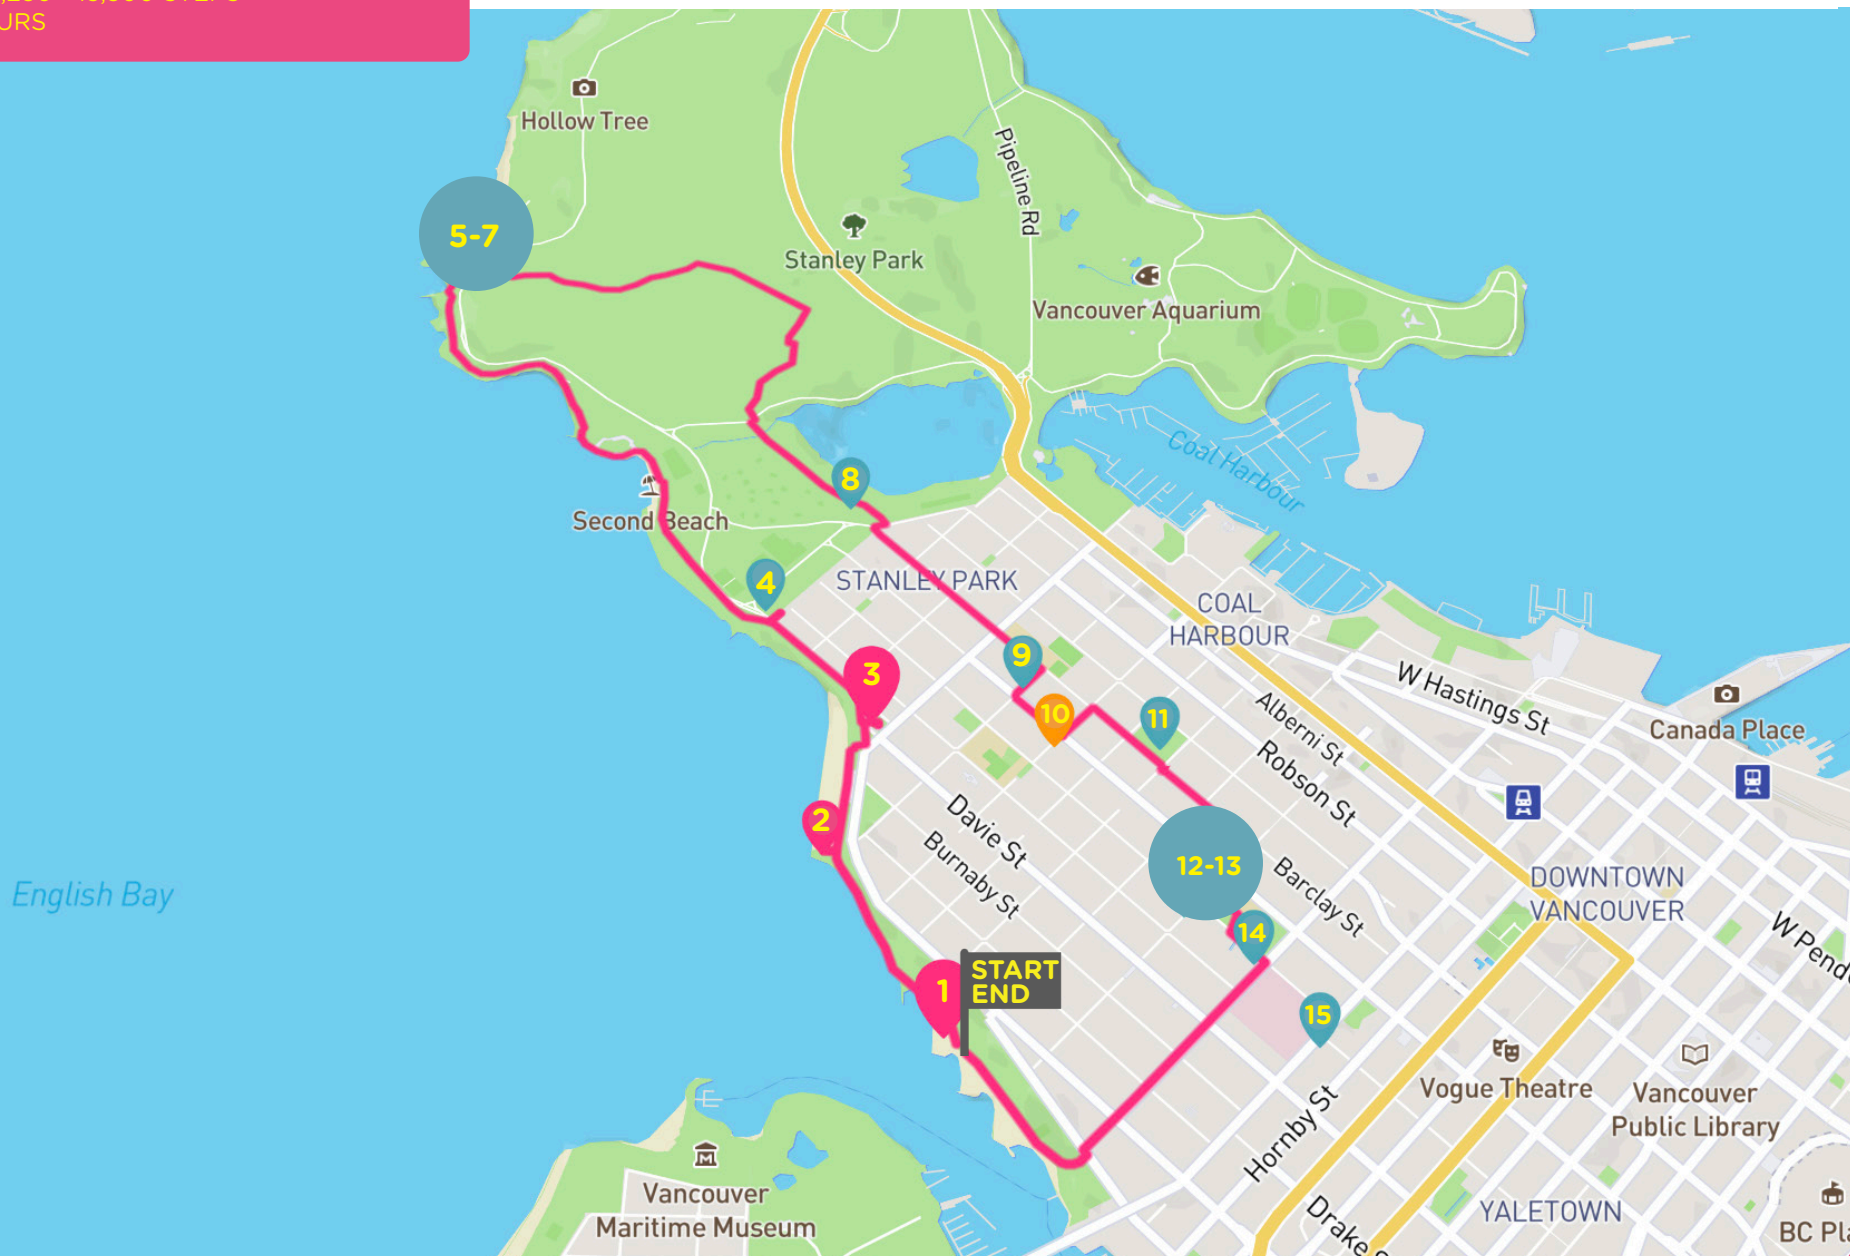 URS
Hollow Tree
Pipeline Rd
5-7
Stanley Park
Vancouver Aquarium
Coal Harbour
8
Second Beach
4
STANLEY PARK
COAL
HARBOUR
9
3
W Hastings St
10
11
Alberni St
Canada Place
Robson St
2
Davie St
Burnaby St
12-13
Barclay St
DOWNTOWN
VANCOUVER
English Bay
14
W Pend
START
END
1
15
Vogue Theatre
Vancouver
Public Library
Hornby St
Vancouver
Maritime Museum
YALETOWN
Drake
BC Pla